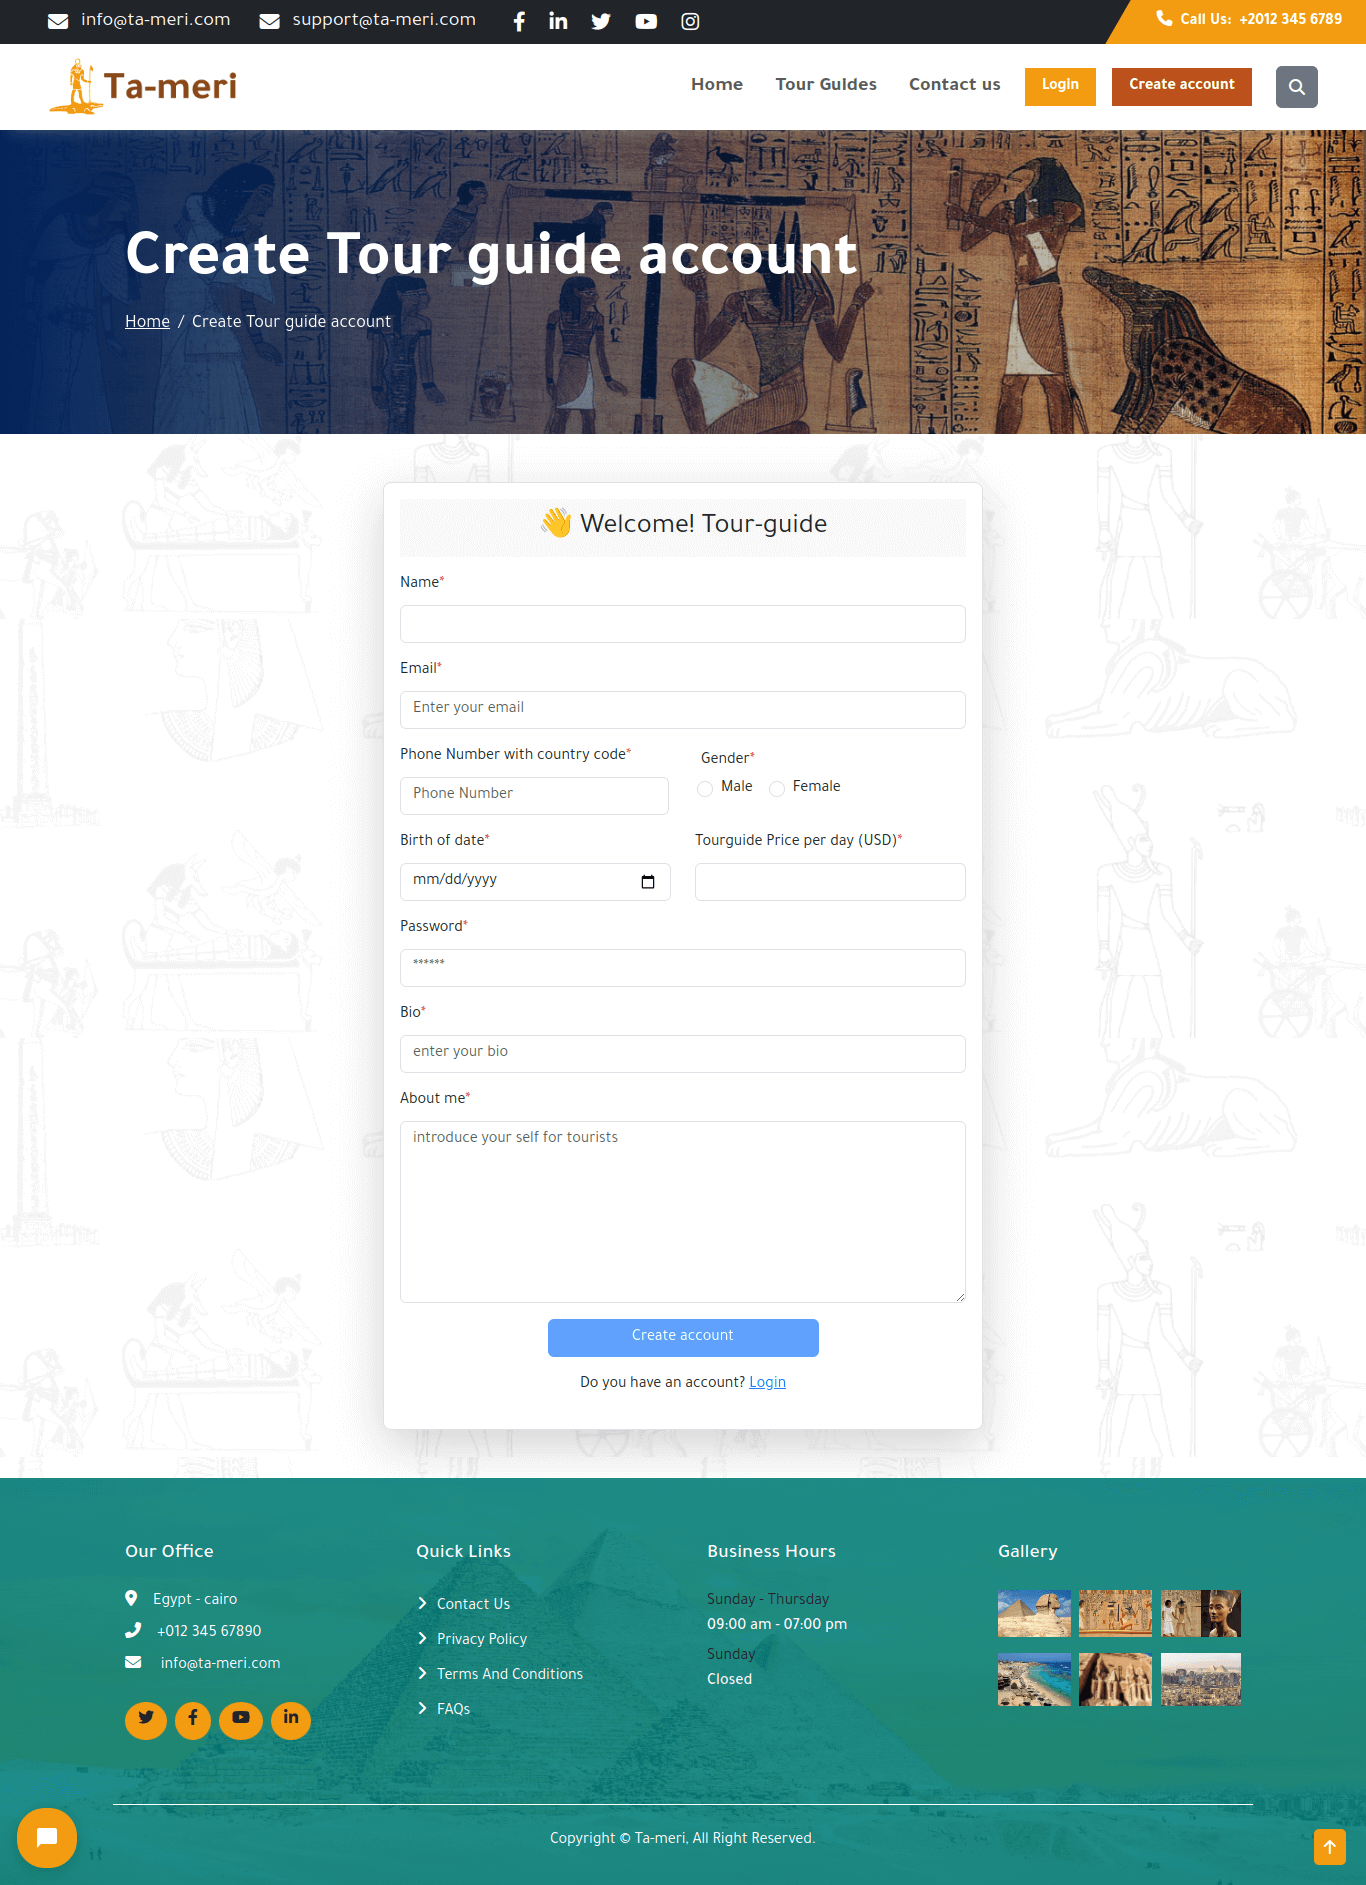 info@ta-meri.com support@ta-meri.com Call Us: +2012 345 6789
Ta-meri Home Tour Guides Contact us Login Create account
Create Tour guide account
Home / Create Tour guide account
👋 Welcome! Tour-guide
Name*
Email*
Enter your email
Phone Number with country code* Gender*
Phone Number Male Female
Birth of date* Tourguide Price per day (USD)*
mm/dd/yyyy
Password*
******
Bio*
enter your bio
About me*
introduce your self for tourists
Create account
Do you have an account? Login
Our Office Quick Links Business Hours Gallery
Egypt - cairo Contact Us Sunday - Thursday
+012 345 67890 Privacy Policy 09:00 am - 07:00 pm
info@ta-meri.com Terms And Conditions Sunday
FAQs Closed
Copyright © Ta-meri, All Right Reserved.